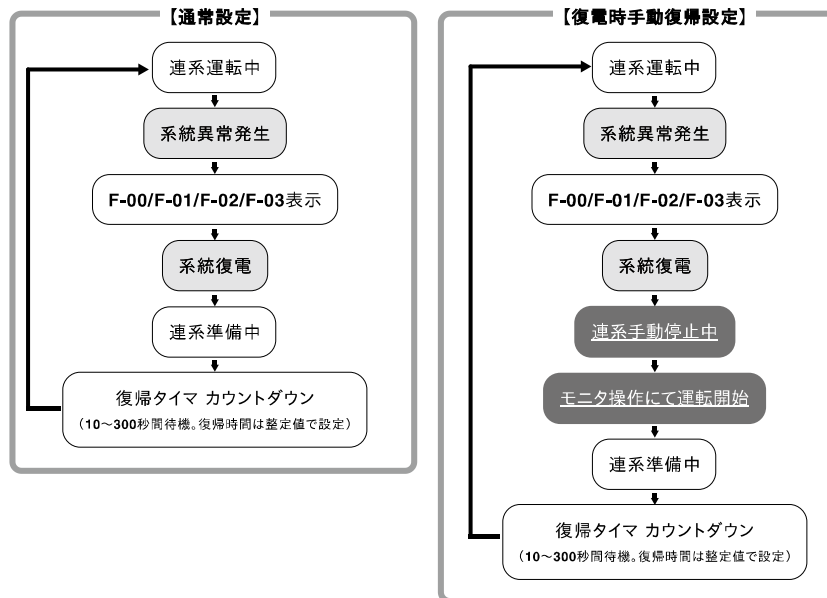 【通常設定】
連系運転中
系統異常発生
F-00/F-01/F-02/F-03表示
系統復電
連系準備中
復帰タイマ カウントダウン
(10～300秒間待機。復帰時間は整定値で設定)
【復電時手動復帰設定】
連系運転中
系統異常発生
F-00/F-01/F-02/F-03表示
系統復電
連系手動停止中
モニタ操作にて運転開始
連系準備中
復帰タイマ カウントダウン
(10～300秒間待機。復帰時間は整定値で設定)